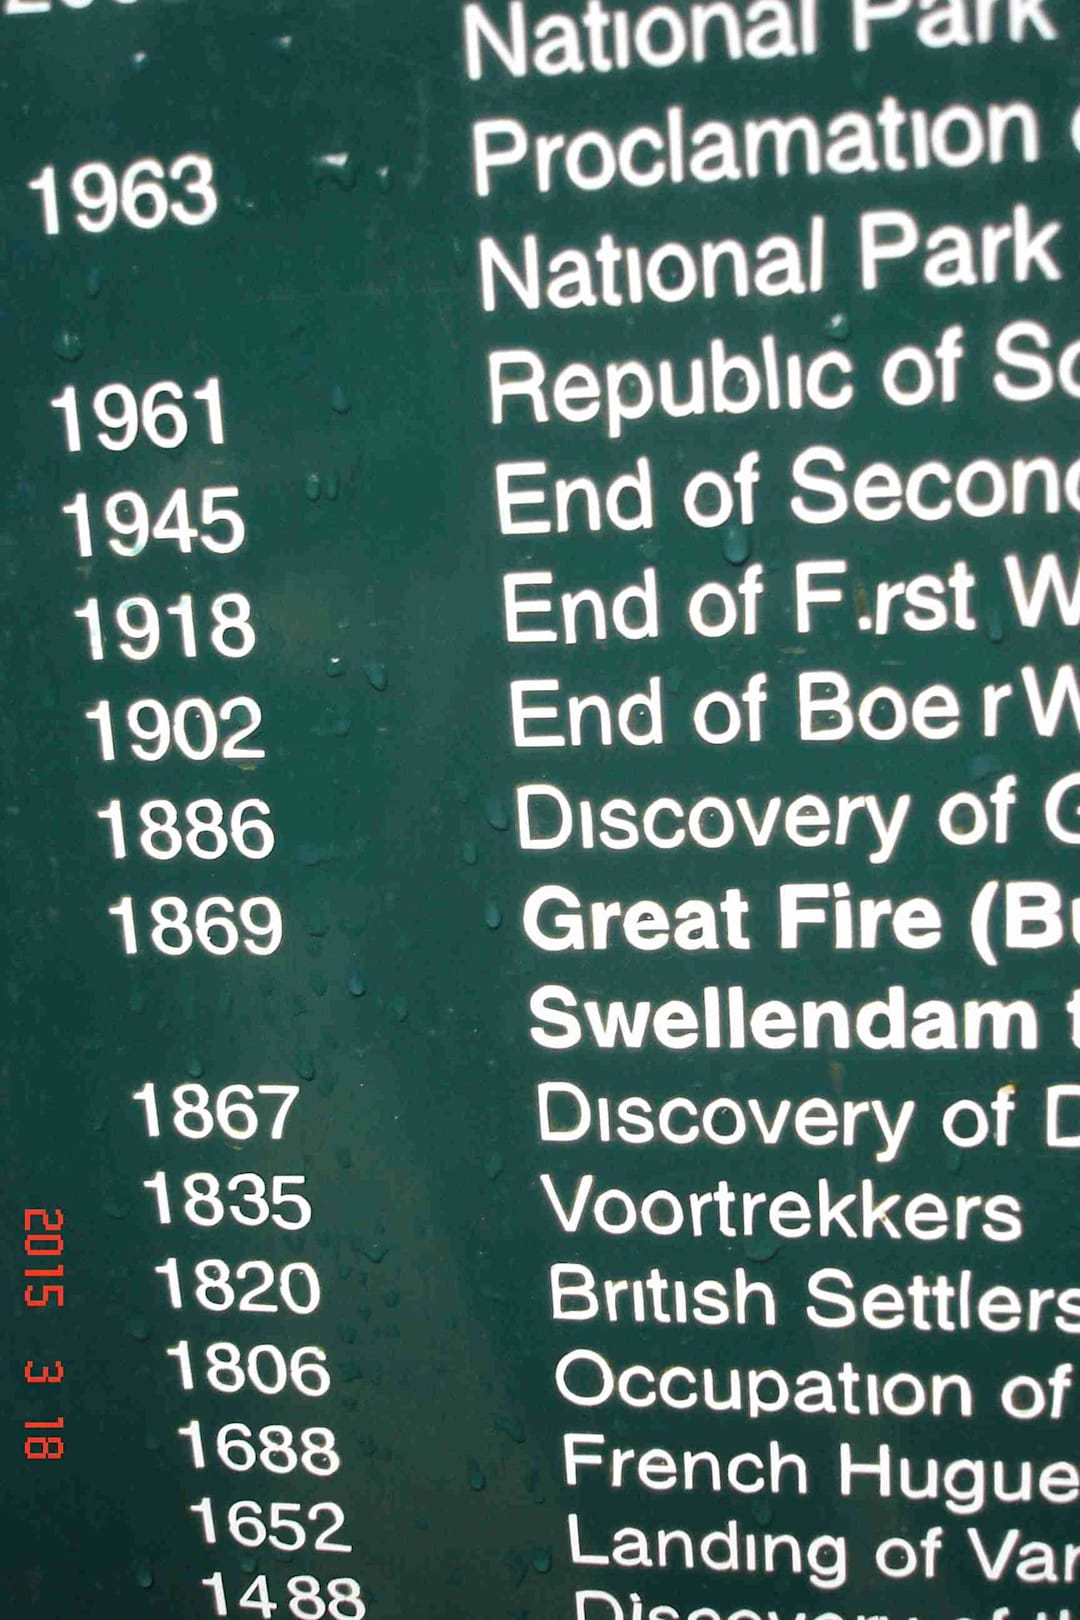 National Park
1963 Proclamation
National Park
1961 Republic of
1945 End of
1918 End of F.rst
1902 End of Boer
1886 Discovery of
1869 Great Fire
Swellendam
1867 Discovery of
1835 Voortrekkers
1820 British Settlers
1806 Occupation of
1688 French
1652 Landing of
1488
2015 3 18